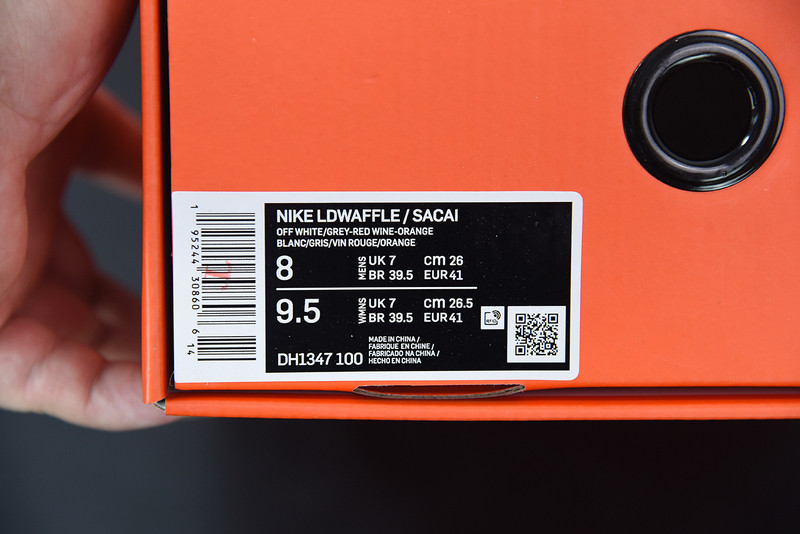 NIKE LDWAFFLE / SACAI
OFF WHITE/GREY-RED WINE-ORANGE
BLANC/GRIS/VIN ROUGE/ORANGE
8 MENS UK 7 cm 26
BR 39.5 EUR 41
9.5 WMNS UK 7 cm 26.5
BR 39.5 EUR 41
RFID
DH1347 100
MADE IN CHINA /
FABRIQUE EN CHINE /
FABRICADO NA CHINA /
HECHO EN CHINA
1 95244 30860 6 14